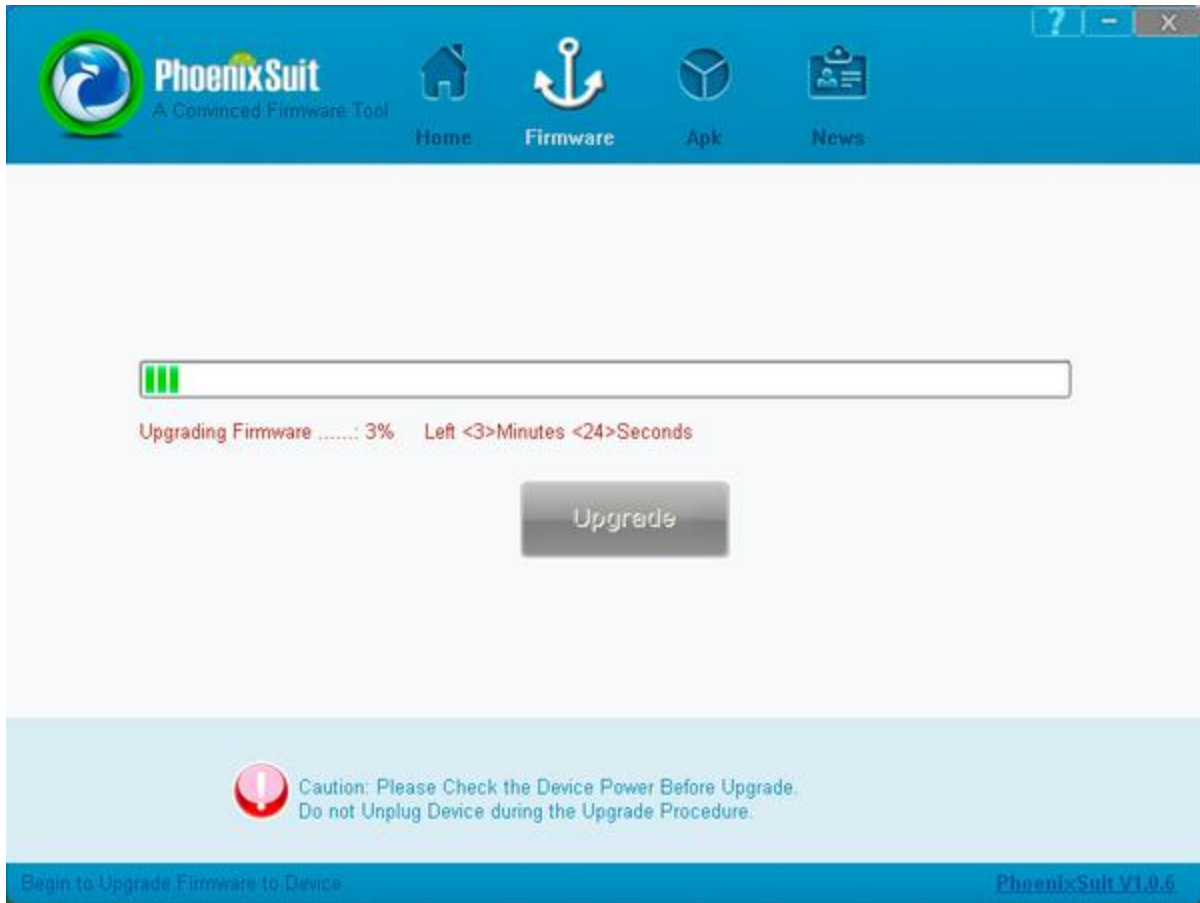 ? - X
PhoenixSuit
A Convinced Firmware Tool
Home Firmware Apk News
Upgrading Firmware ......: 3% Left <3>Minutes <24>Seconds
Upgrade
Caution: Please Check the Device Power Before Upgrade.
Do not Unplug Device during the Upgrade Procedure.
Begin to Upgrade Firmware to Device PhoenixSuit V1.0.6